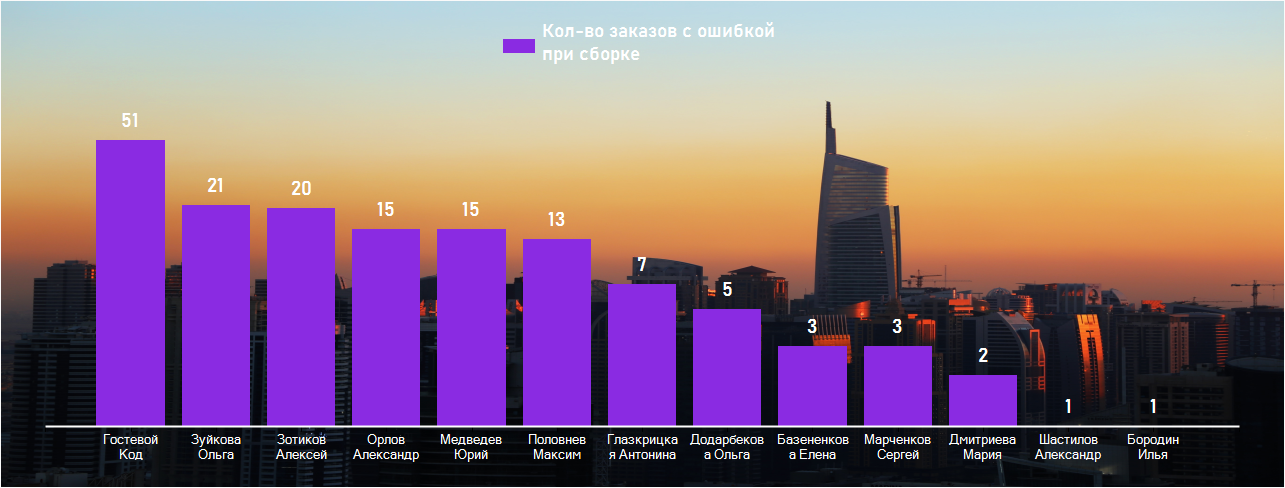 Кол-во заказов с ошибкой
при сборке
51
21
20
15
15
13
7
5
3
3
2
1
1
Гостевой
Код
Зуйкова
Ольга
Зотиков
Алексей
Орлов
Александр
Медведев
Юрий
Половнев
Максим
Глазкрицка
я Антонина
Додарбеков
а Ольга
Базененков
а Елена
Марченков
Сергей
Дмитриева
Мария
Шастилов
Александр
Бородин
Илья